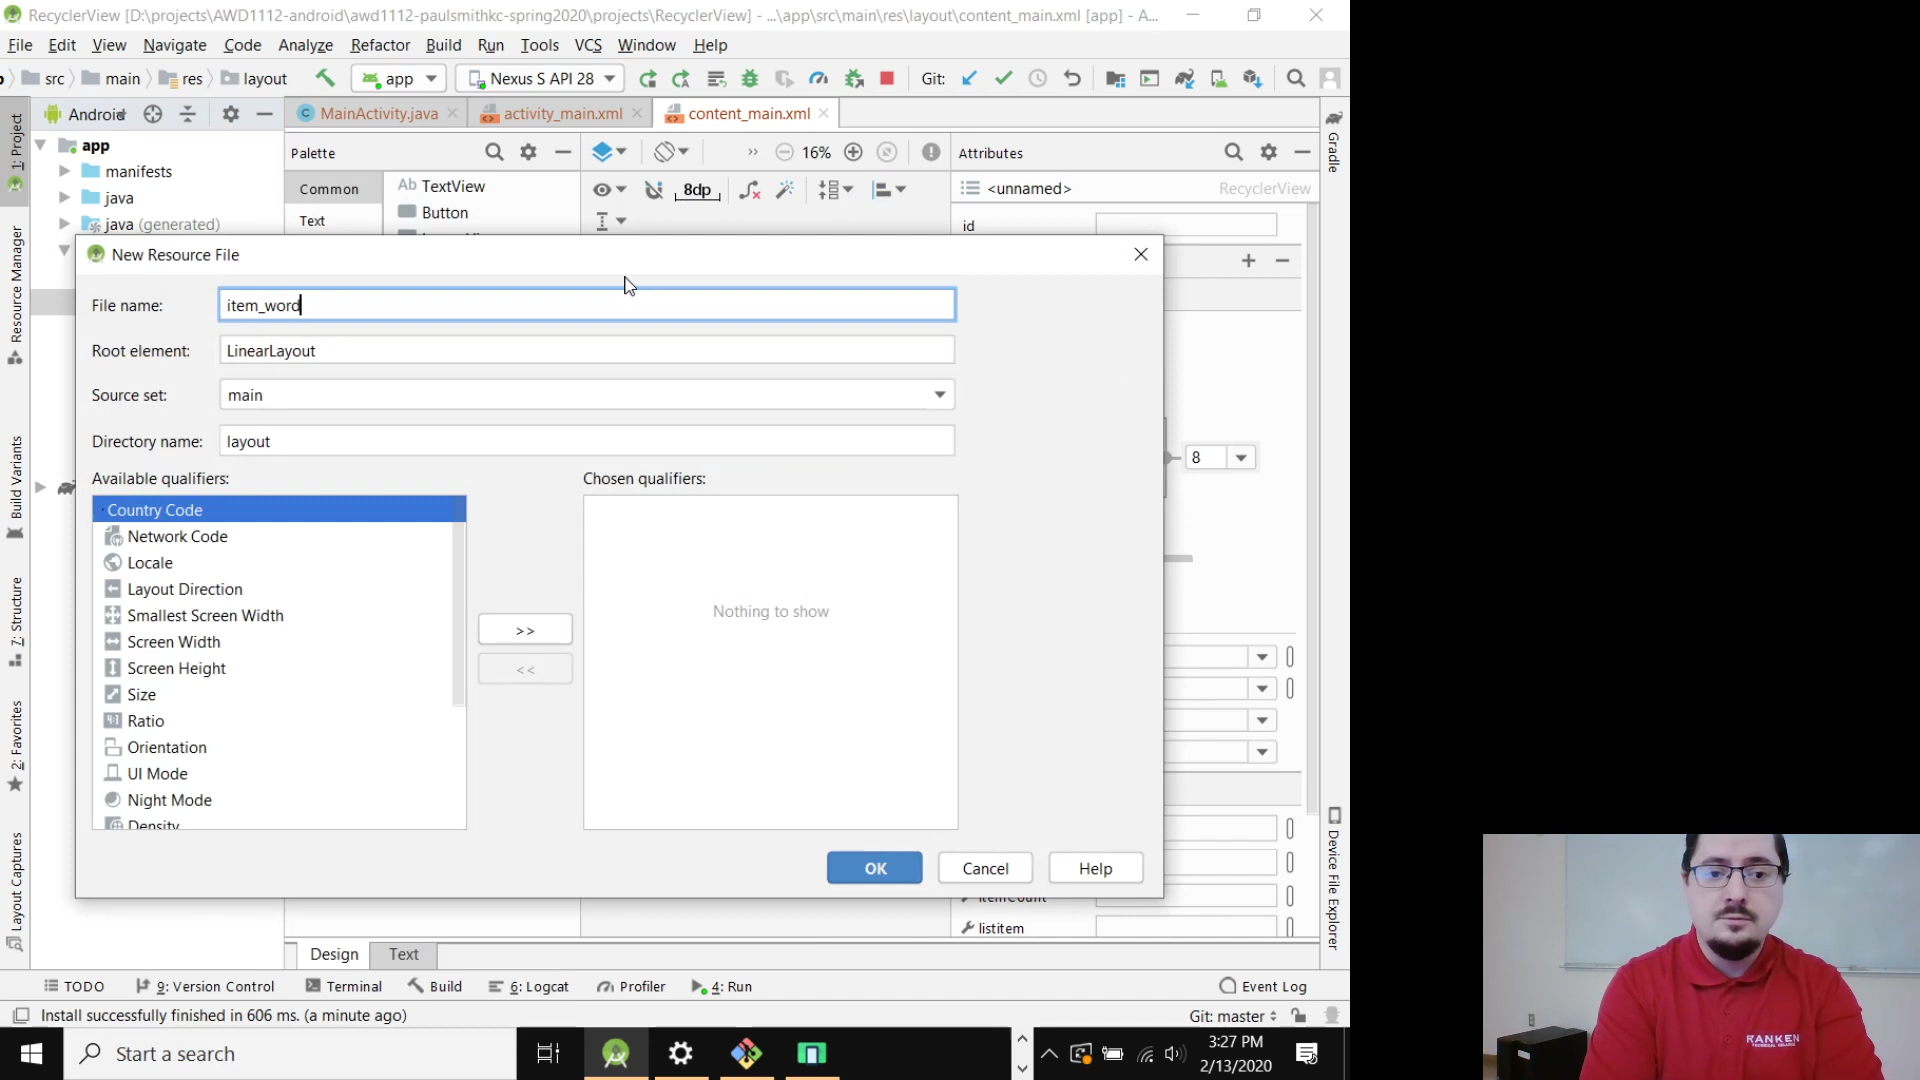 RecyclerView [D:\projects\AWD1112-android\awd1112-paulsmithkc-spring2020\projects\RecyclerView] - ...\app\src\main\res\layout\content_main.xml [app] - A...
File Edit View Navigate Code Analyze Refactor Build Run Tools VCS Window Help
src main res layout app Nexus S API 28 Git:
Android MainActivity.java activity_main.xml content_main.xml
1: Project
Resource Manager
Build Variants
7: Structure
2: Favorites
Layout Captures
app
manifests
java
java (generated)
Palette
Common
Text
Ab TextView
Button
16%
8dp
Attributes
<unnamed> RecyclerView
id
Gradle
New Resource File
File name: item_word
Root element: LinearLayout
Source set: main
Directory name: layout
Available qualifiers: Chosen qualifiers:
Country Code
Network Code
Locale
Layout Direction
Smallest Screen Width
Screen Width
Screen Height
Size
Ratio
Orientation
UI Mode
Night Mode
Density
>>
<<
Nothing to show
OK Cancel Help
8
itemCount
listitem
Device File Explorer
Design Text
TODO 9: Version Control Terminal Build 6: Logcat Profiler 4: Run Event Log
Install successfully finished in 606 ms. (a minute ago) Git: master
Start a search
3:27 PM
2/13/2020
RANKEN